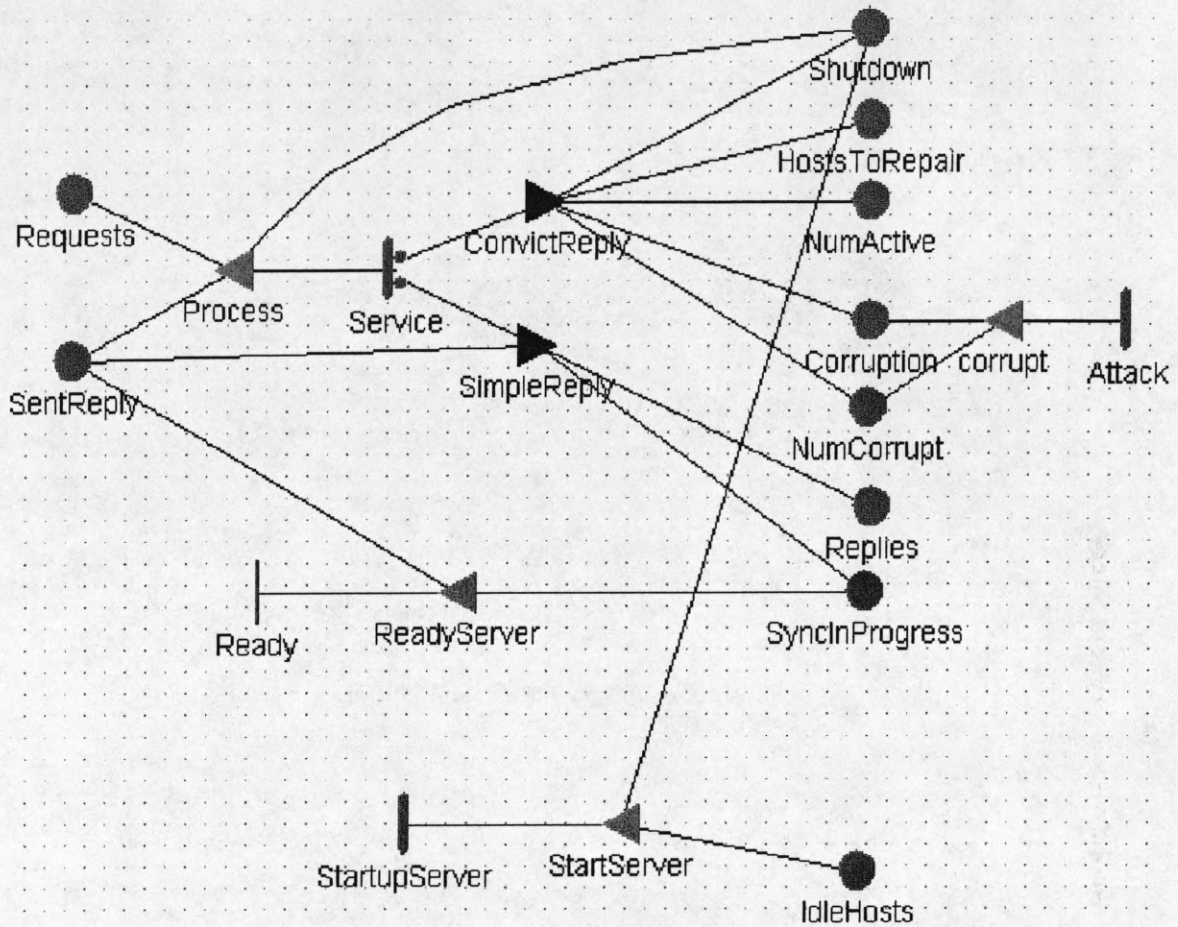 Shutdown
HostsToRepair
Requests
ConvictReply
NumActive
Process
Service
Corruption
corrupt
Attack
SentReply
SimpleReply
NumCorrupt
Replies
Ready
ReadyServer
SyncInProgress
StartupServer
StartServer
IdleHosts